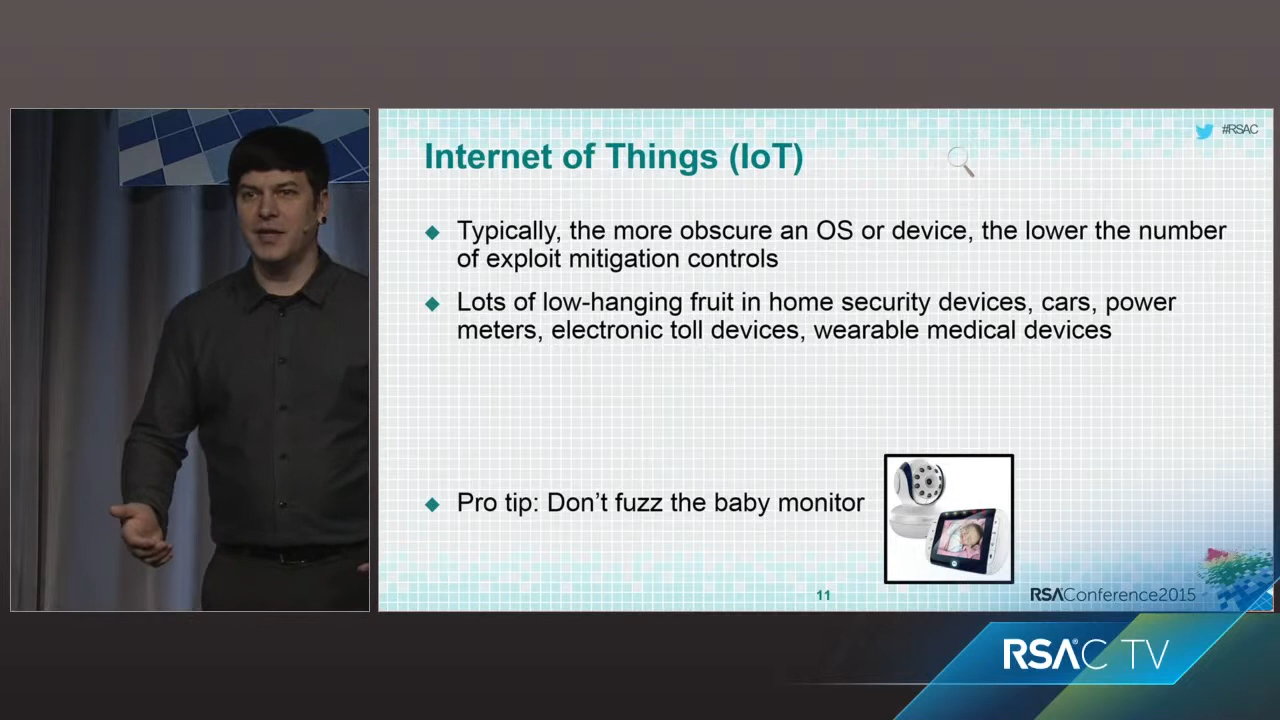 #RSAC
Internet of Things (IoT)
Typically, the more obscure an OS or device, the lower the number
of exploit mitigation controls
Lots of low-hanging fruit in home security devices, cars, power
meters, electronic toll devices, wearable medical devices
Pro tip: Don’t fuzz the baby monitor
11
RSAConference2015
RSA®C TV